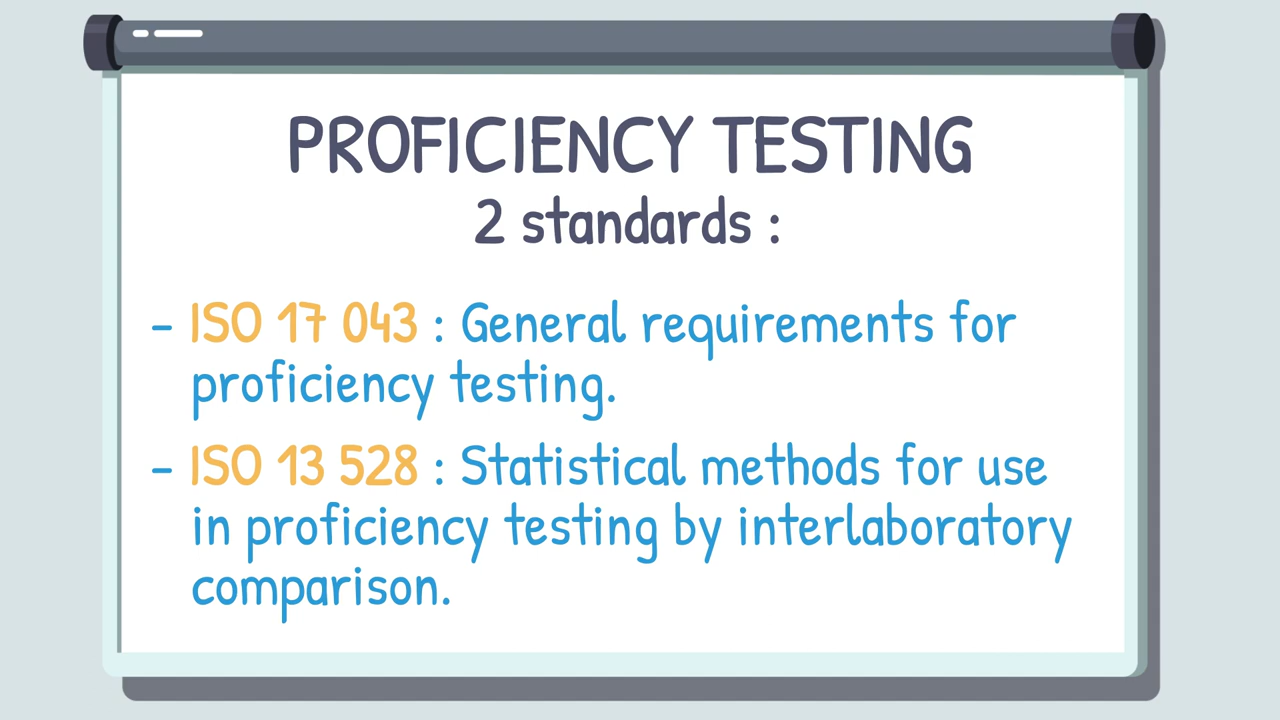 PROFICIENCY TESTING
2 standards :
- ISO 17 043 : General requirements for
proficiency testing.
- ISO 13 528 : Statistical methods for use
in proficiency testing by interlaboratory
comparison.